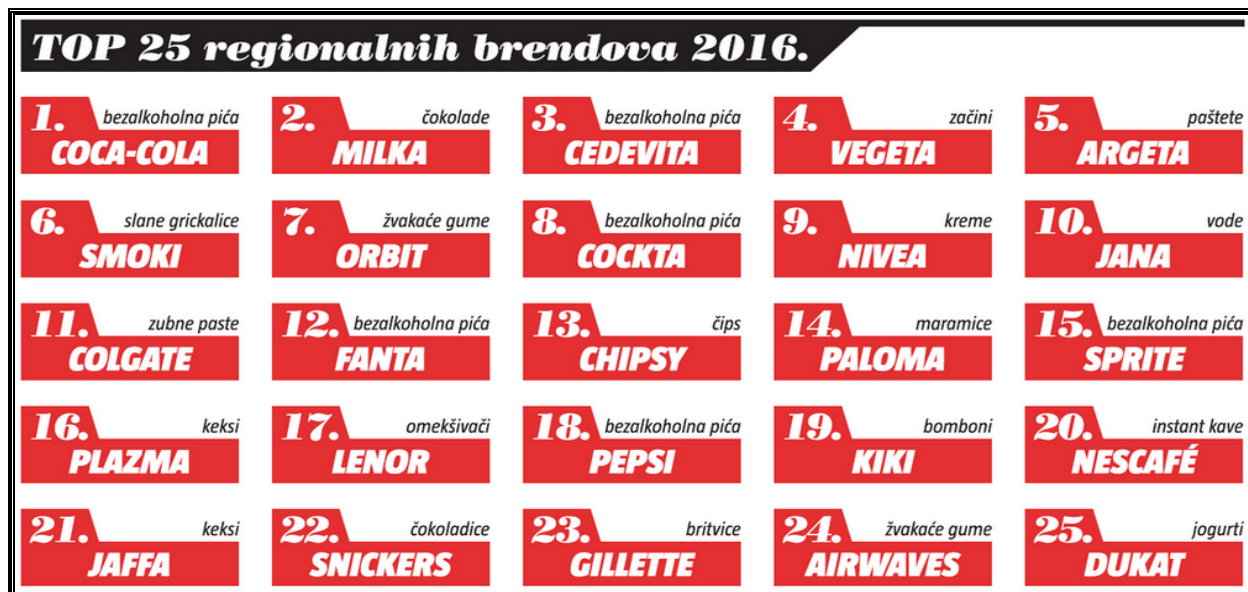 TOP 25 regionalnih brendova 2016.
1. bezalkoholna pića
COCA-COLA
2. čokolade
MILKA
3. bezalkoholna pića
CEDEVITA
4. začini
VEGETA
5. paštete
ARGETA
6. slane grickalice
SMOKI
7. žvakaće gume
ORBIT
8. bezalkoholna pića
COCKTA
9. kreme
NIVEA
10. vode
JANA
11. zubne paste
COLGATE
12. bezalkoholna pića
FANTA
13. čips
CHIPSY
14. maramice
PALOMA
15. bezalkoholna pića
SPRITE
16. keksi
PLAZMA
17. omekšivači
LENOR
18. bezalkoholna pića
PEPSI
19. bomboni
KIKI
20. instant kave
NESCAFÉ
21. keksi
JAFFA
22. čokoladice
SNICKERS
23. britvice
GILLETTE
24. žvakaće gume
AIRWAVES
25. jogurti
DUKAT